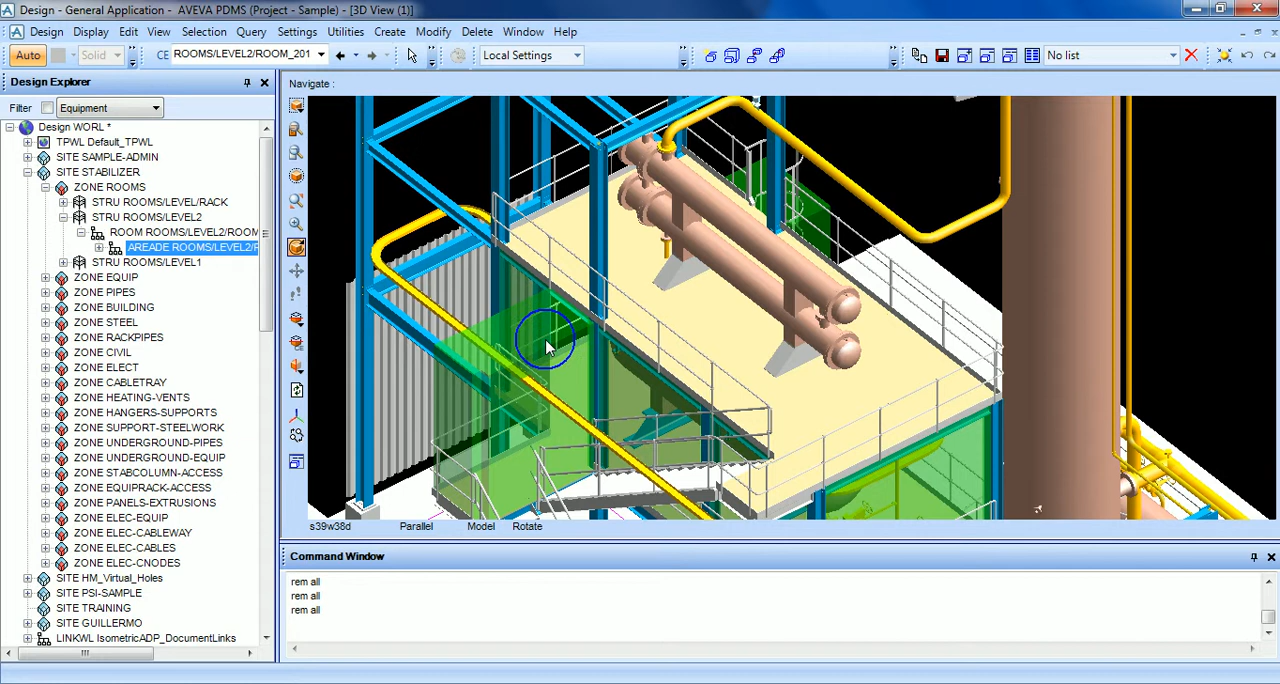 Design - General Application - AVEVA PDMS (Project - Sample) - [3D View (1)]
Design Display Edit View Selection Query Settings Utilities Create Modify Delete Window Help
Auto Solid CE ROOMS/LEVEL2/ROOM_201 Local Settings No list
Design Explorer
Navigate :
Filter Equipment
Design WORL *
TPWL Default_TPWL
SITE SAMPLE-ADMIN
SITE STABILIZER
ZONE ROOMS
STRU ROOMS/LEVEL/RACK
STRU ROOMS/LEVEL2
ROOM ROOMS/LEVEL2/ROOM
AREADE ROOMS/LEVEL2/F
STRU ROOMS/LEVEL1
ZONE EQUIP
ZONE PIPES
ZONE BUILDING
ZONE STEEL
ZONE RACKPIPES
ZONE CIVIL
ZONE ELECT
ZONE CABLETRAY
ZONE HEATING-VENTS
ZONE HANGERS-SUPPORTS
ZONE SUPPORT-STEELWORK
ZONE UNDERGROUND-PIPES
ZONE UNDERGROUND-EQUIP
ZONE STABCOLUMN-ACCESS
ZONE EQUIPRACK-ACCESS
ZONE PANELS-EXTRUSIONS
ZONE ELEC-EQUIP
ZONE ELEC-CABLEWAY
ZONE ELEC-CABLES
ZONE ELEC-CNODES
SITE HM_Virtual_Holes
SITE PSI-SAMPLE
SITE TRAINING
SITE GUILLERMO
LINKWL IsometricADP_DocumentLinks
s39w38d Parallel Model Rotate
Command Window
rem all
rem all
rem all